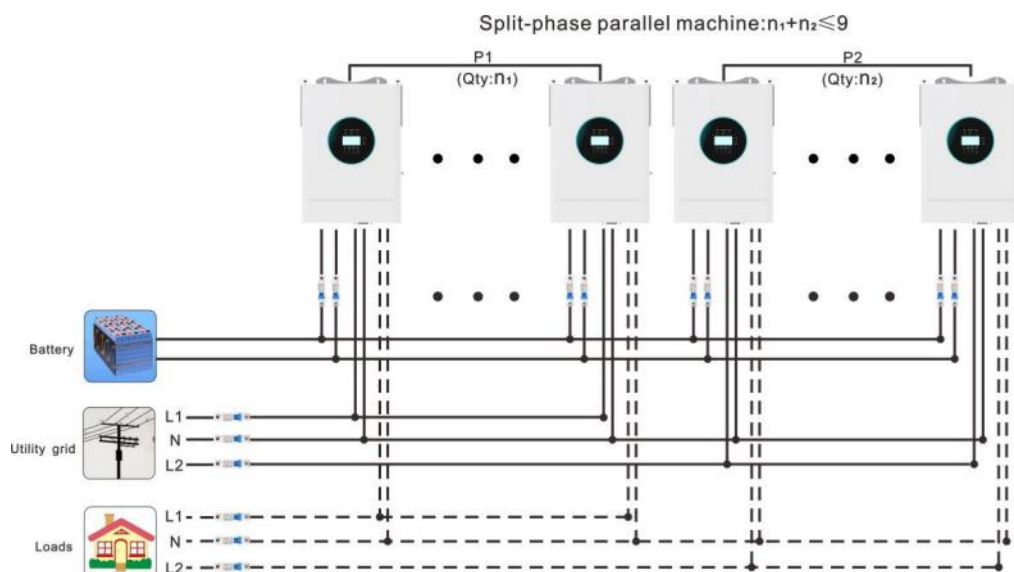 Split-phase parallel machine:n₁+n₂≤9
P1
(Qty:n₁)
P2
(Qty:n₂)
Battery
Utility grid
L1
N
L2
Loads
L1
N
L2